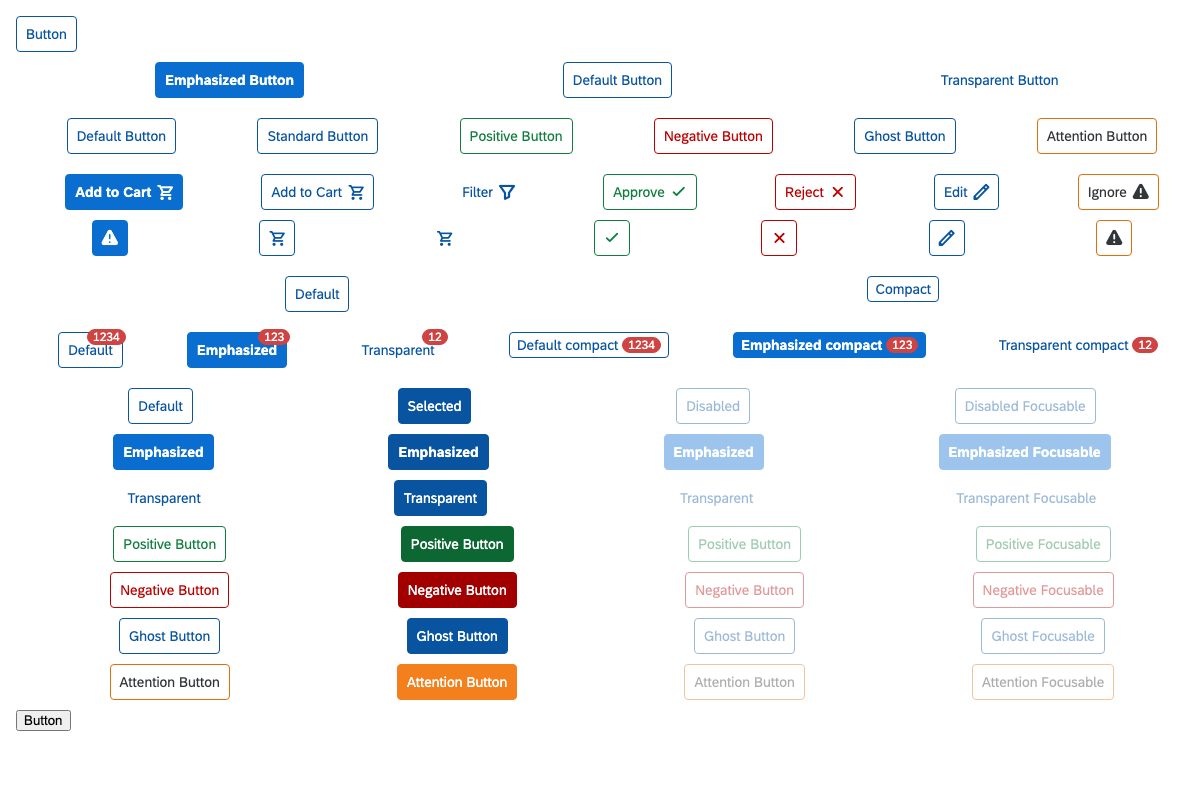 Button
Emphasized Button Default Button Transparent Button
Default Button Standard Button Positive Button Negative Button Ghost Button Attention Button
Add to Cart Add to Cart Filter Approve Reject Edit Ignore
Default Compact
Default 1234 Emphasized 123 Transparent 12 Default compact 1234 Emphasized compact 123 Transparent compact 12
Default Selected Disabled Disabled Focusable
Emphasized Emphasized Emphasized Emphasized Focusable
Transparent Transparent Transparent Transparent Focusable
Positive Button Positive Button Positive Button Positive Focusable
Negative Button Negative Button Negative Button Negative Focusable
Ghost Button Ghost Button Ghost Button Ghost Focusable
Attention Button Attention Button Attention Button Attention Focusable
Button